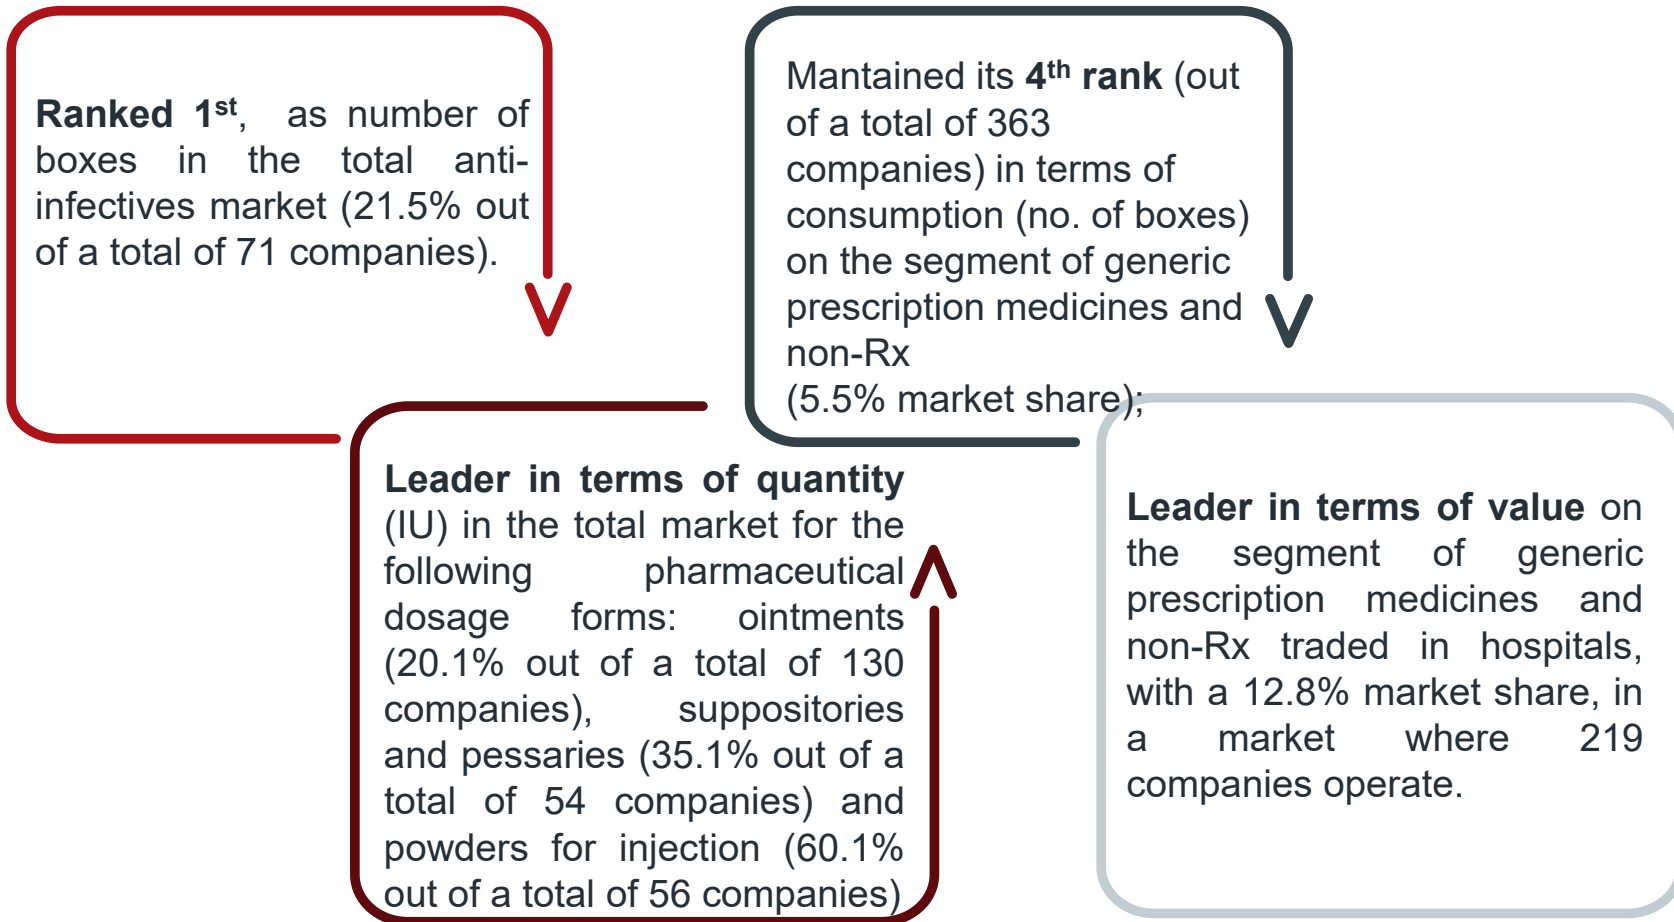 Ranked 1st, as number of
boxes in the total anti-
infectives market (21.5% out
of a total of 71 companies).
Leader in terms of quantity
(IU) in the total market for the
following pharmaceutical
dosage forms: ointments
(20.1% out of a total of 130
companies), suppositories
and pessaries (35.1% out of a
total of 54 companies) and
powders for injection (60.1%
out of a total of 56 companies)
Mantained its 4th rank (out
of a total of 363
companies) in terms of
consumption (no. of boxes)
on the segment of generic
prescription medicines and
non-Rx
(5.5% market share);
Leader in terms of value on
the segment of generic
prescription medicines and
non-Rx traded in hospitals,
with a 12.8% market share, in
a market where 219
companies operate.